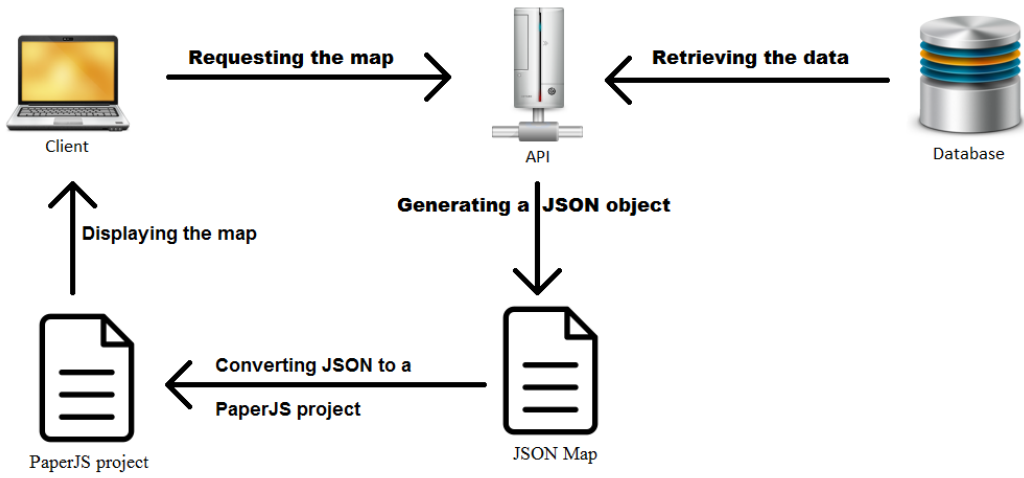 Requesting the map
Retrieving the data
Client
API
Database
Generating a JSON object
Displaying the map
Converting JSON to a
PaperJS project
PaperJS project
JSON Map